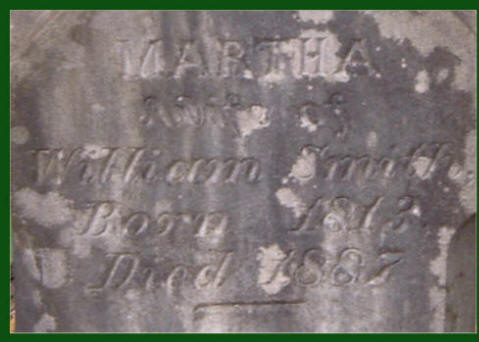 MARTHA
Wife of
William Smith,
Born 1813.
Died 1887